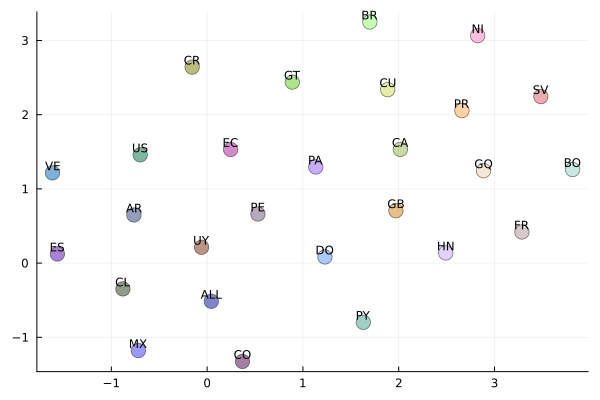 BR
NI
3
CR
GT
CU
SV
PR
2
US
EC
CA
PA
VE
GQ
BO
1
AR
PE
GB
FR
UY
ES
DO
HN
0
CL
ALL
PY
−1
MX
CO
−1 0 1 2 3